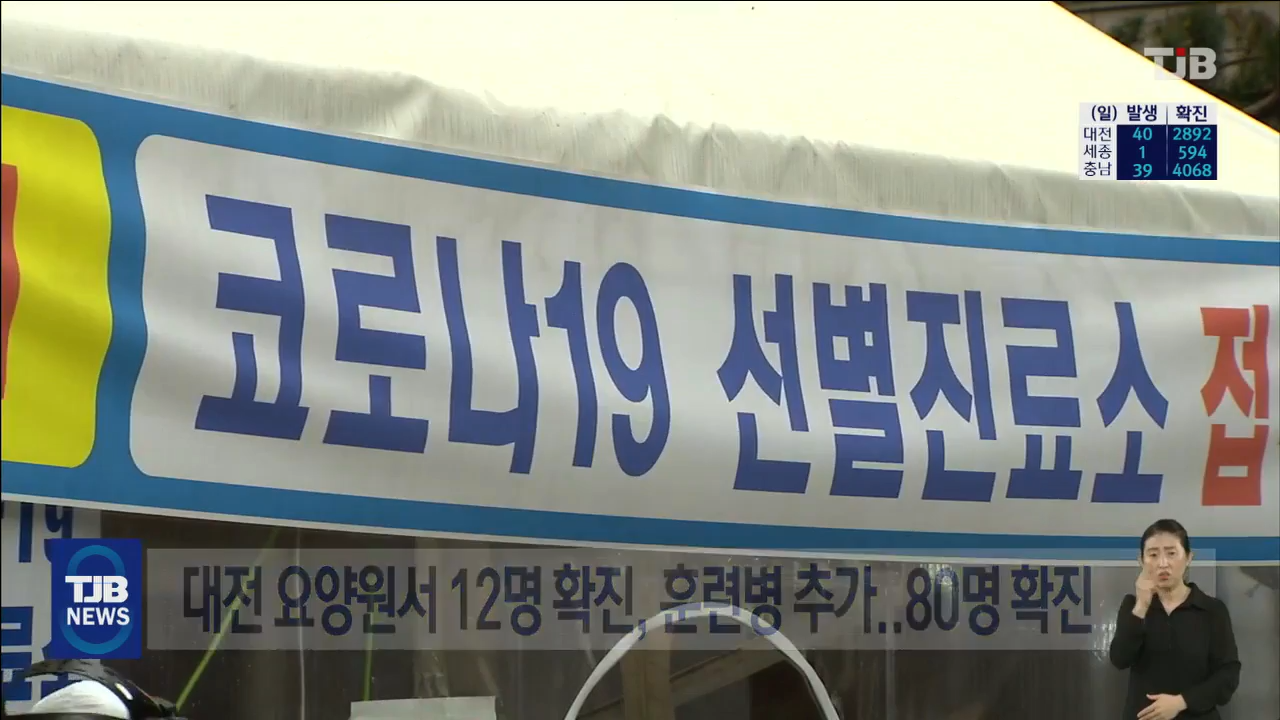 TJB
(일) 발생 확진
대전 40 2892
세종 1 594
충남 39 4068
코로나19 선별진료소 접
19
TJB
NEWS
대전 요양원서 12명 확진, 훈련병 추가..80명 확진